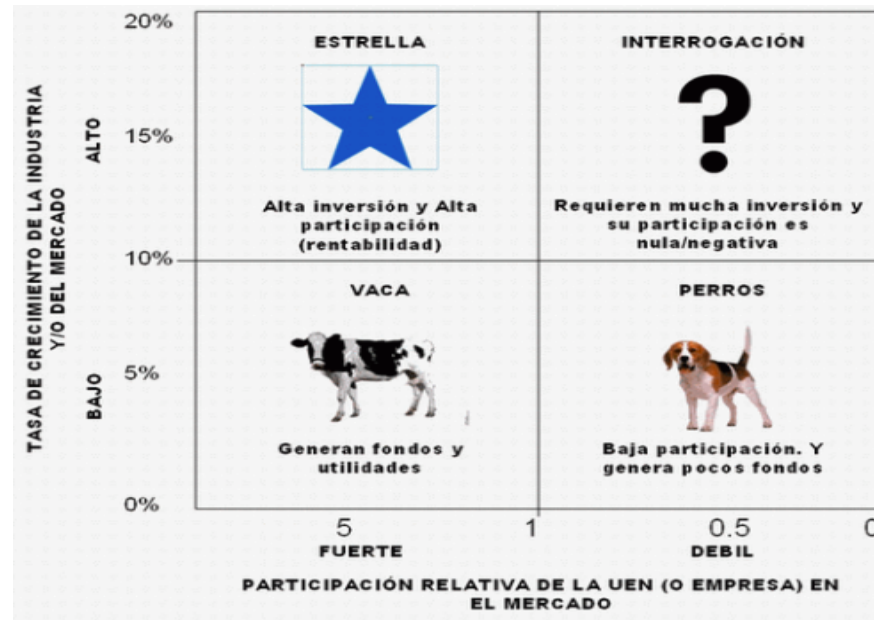 TASA DE CRECIMIENTO DE LA INDUSTRIA
Y/O DEL MERCADO
ALTO
BAJO
20%
15%
10%
5%
0%
ESTRELLA
Alta inversión y Alta
participación
(rentabilidad)
INTERROGACIÓN
?
Requieren mucha inversión y
su participación es
nula/negativa
VACA
Generan fondos y
utilidades
PERROS
Baja participación. Y
genera pocos fondos
5
1
0.5
0
FUERTE
DEBIL
PARTICIPACIÓN RELATIVA DE LA UEN (O EMPRESA) EN
EL MERCADO